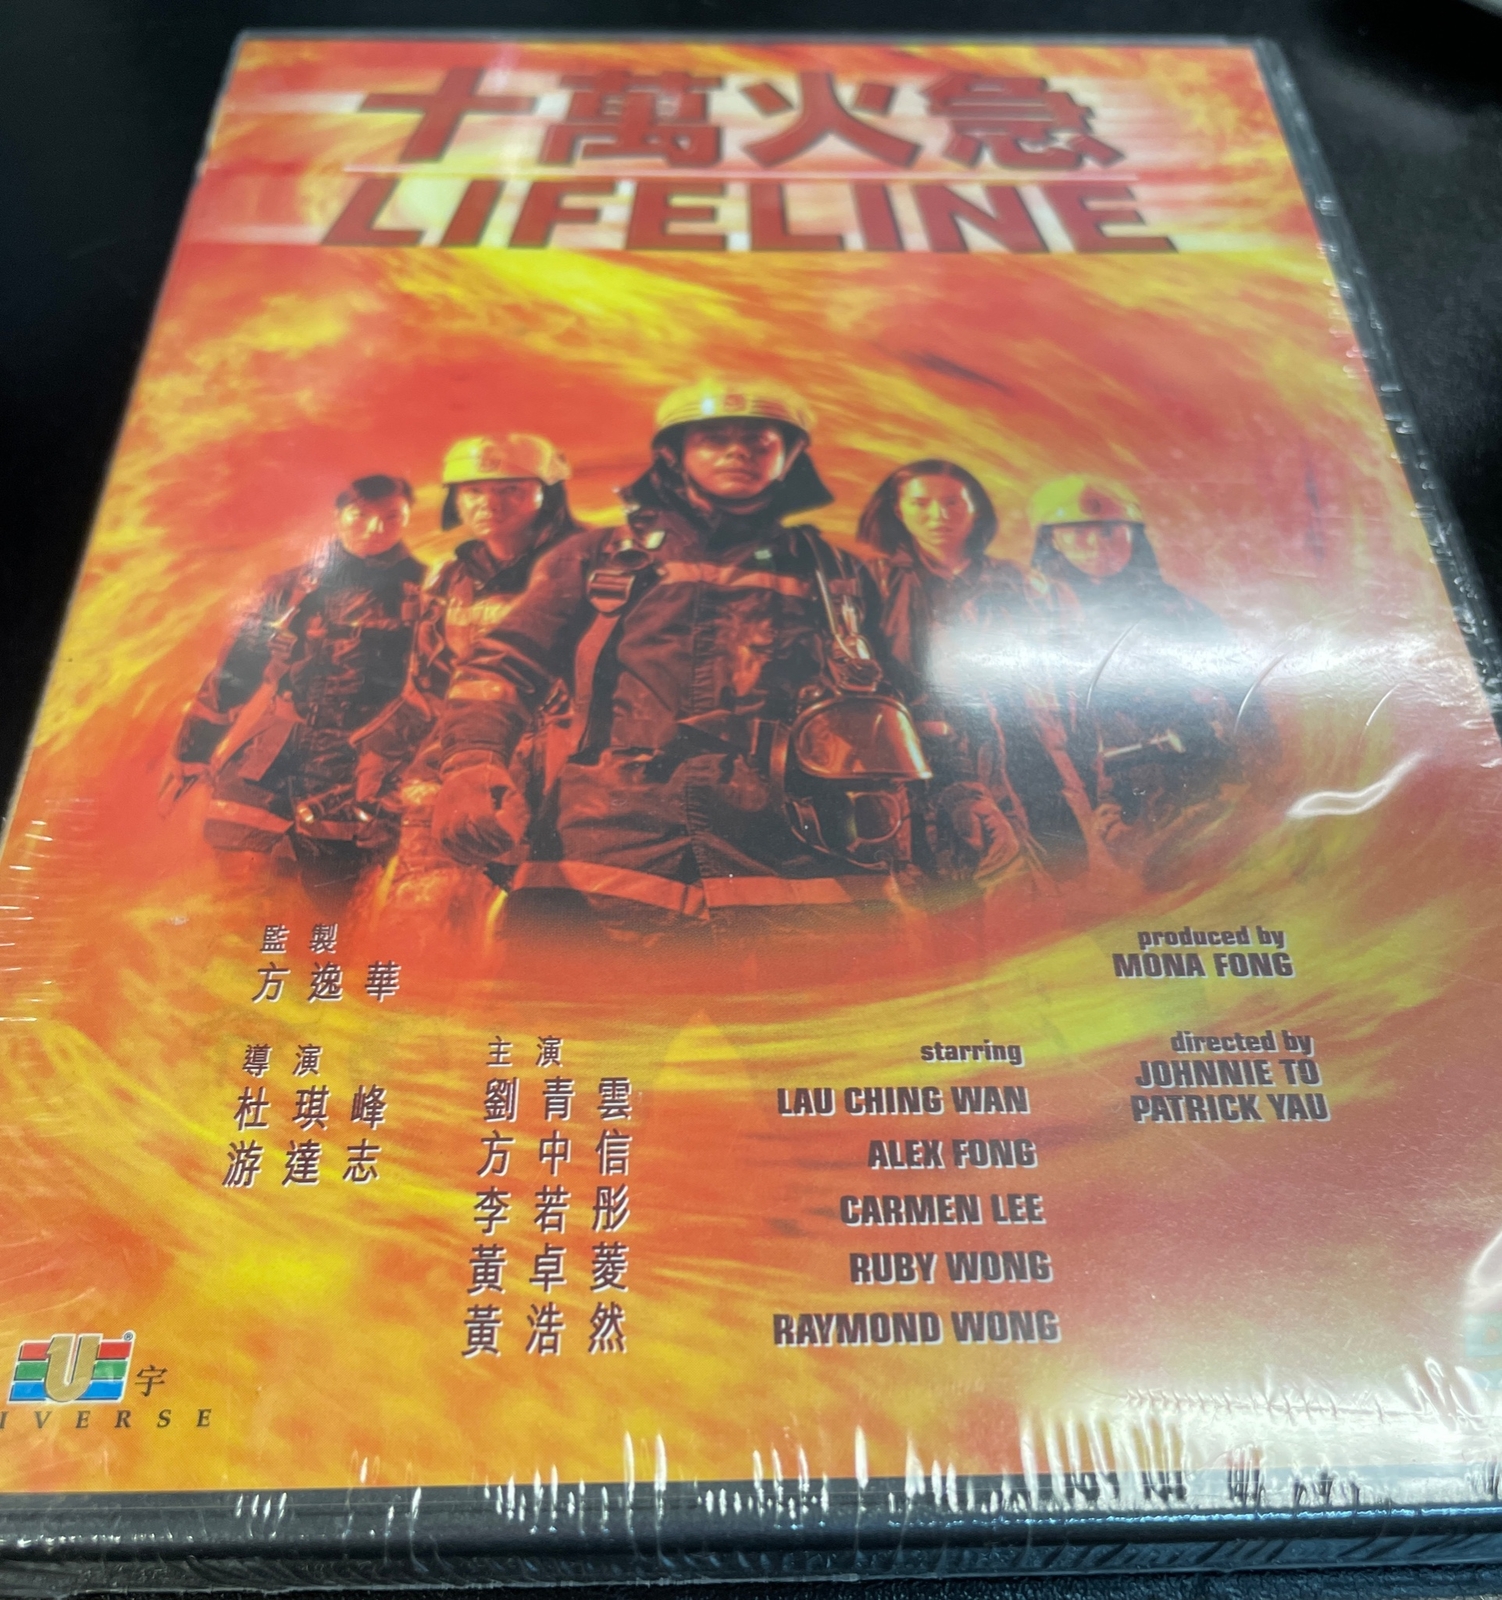 十萬火急
LIFELINE
監製
方逸華
導演
杜琪峰
游達志
主演
劉青雲
方中信
李若彤
黃卓菱
黃浩然
starring
LAU CHING WAN
ALEX FONG
CARMEN LEE
RUBY WONG
RAYMOND WONG
produced by
MONA FONG
directed by
JOHNNIE TO
PATRICK YAU
U® 宇
IVERSE